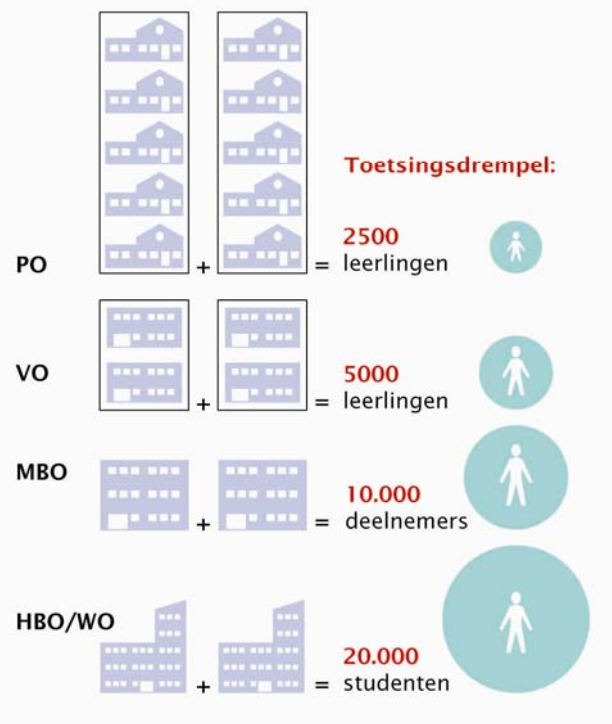 Toetsingsdrempel:
PO + = 2500
leerlingen
VO + = 5000
leerlingen
MBO + = 10.000
deelnemers
HBO/WO + = 20.000
studenten